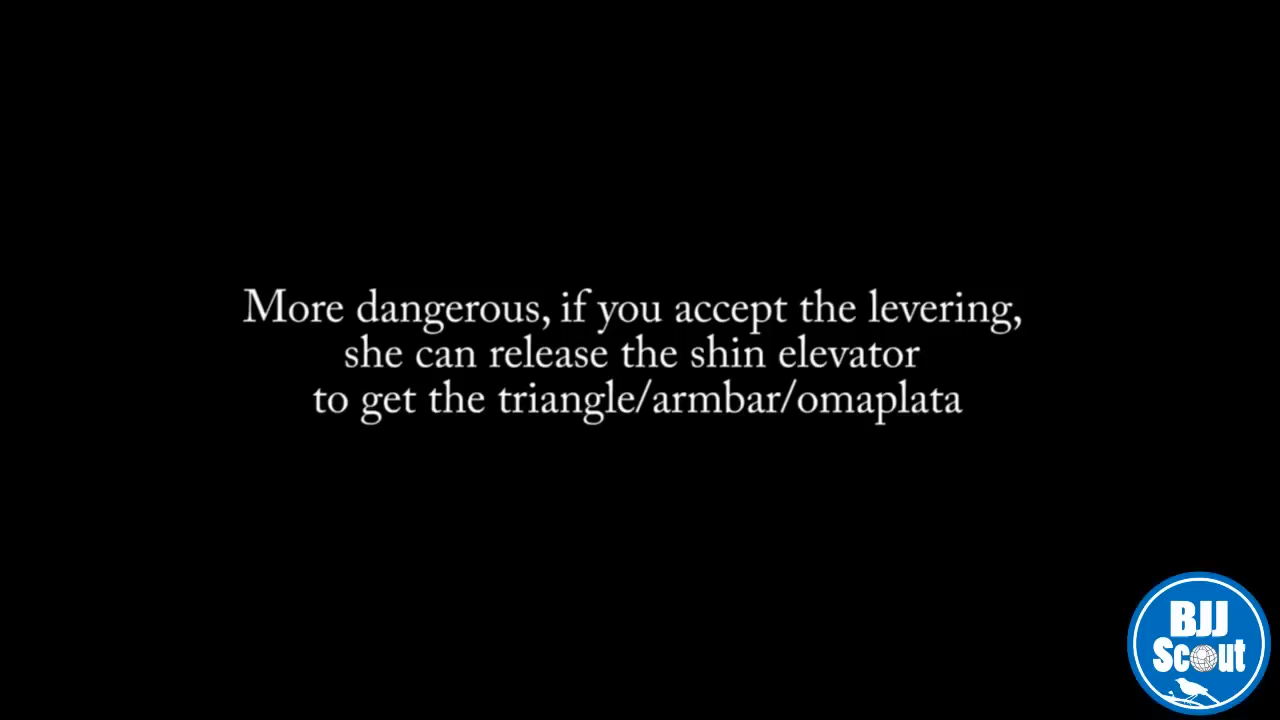 More dangerous, if you accept the levering,
she can release the shin elevator
to get the triangle/armbar/omaplata
BJJ
Scout